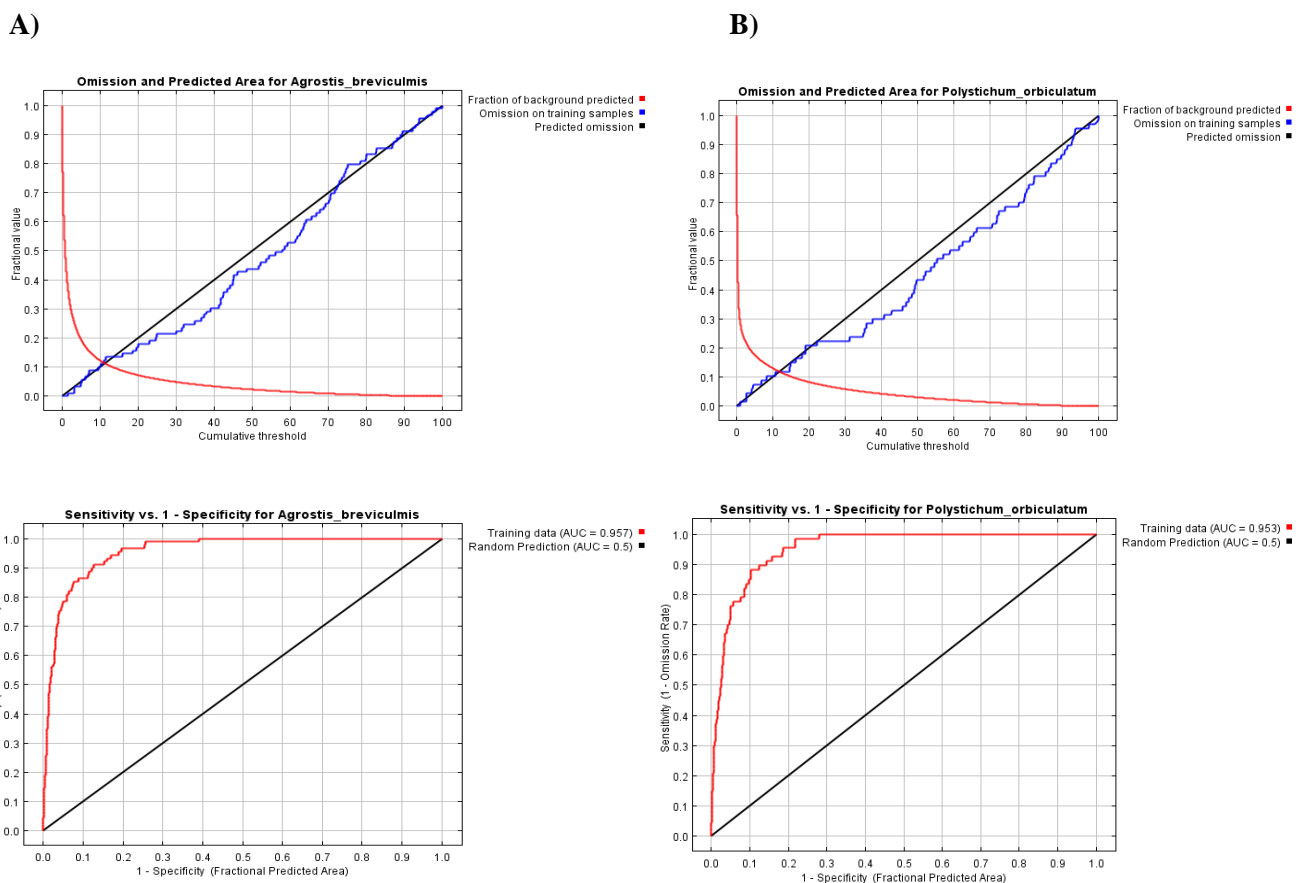 A)
B)
Omission and Predicted Area for Agrostis_breviculmis
Fraction of background predicted
Omission on training samples
Predicted omission
1.0
0.9
0.8
0.7
0.6
0.5
0.4
0.3
0.2
0.1
0.0
Fractional value
0 10 20 30 40 50 60 70 80 90 100
Cumulative threshold
Omission and Predicted Area for Polystichum_orbiculatum
Fraction of background predicted
Omission on training samples
Predicted omission
1.0
0.9
0.8
0.7
0.6
0.5
0.4
0.3
0.2
0.1
0.0
Fractional value
0 10 20 30 40 50 60 70 80 90 100
Cumulative threshold
Sensitivity vs. 1 - Specificity for Agrostis_breviculmis
Training data (AUC = 0.957)
Random Prediction (AUC = 0.5)
1.0
0.9
0.8
0.7
0.6
0.5
0.4
0.3
0.2
0.1
0.0
0.0 0.1 0.2 0.3 0.4 0.5 0.6 0.7 0.8 0.9 1.0
1 - Specificity (Fractional Predicted Area)
Sensitivity vs. 1 - Specificity for Polystichum_orbiculatum
Training data (AUC = 0.953)
Random Prediction (AUC = 0.5)
1.0
0.9
0.8
0.7
0.6
0.5
0.4
0.3
0.2
0.1
0.0
Sensitivity (1 - Omission Rate)
0.0 0.1 0.2 0.3 0.4 0.5 0.6 0.7 0.8 0.9 1.0
1 - Specificity (Fractional Predicted Area)